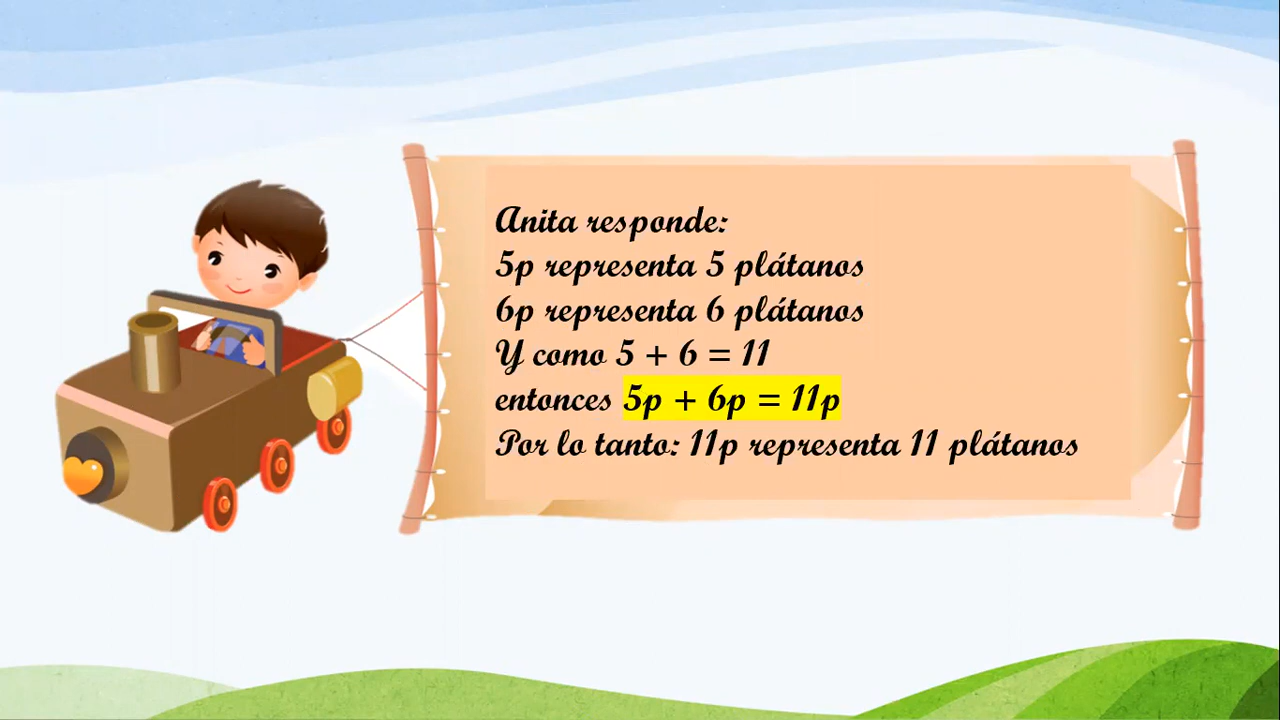 Anita responde:
5p representa 5 plátanos
6p representa 6 plátanos
Y como 5 + 6 = 11
entonces 5p + 6p = 11p
Por lo tanto: 11p representa 11 plátanos